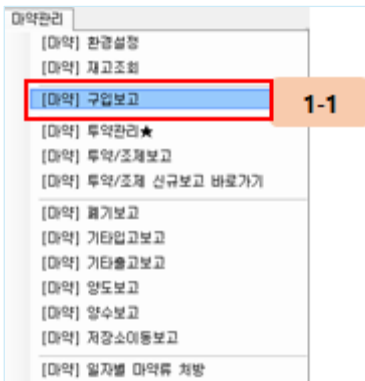 마약관리
[마약] 환경설정
[마약] 재고조회
[마약] 구입보고
1-1
[마약] 투약관리★
[마약] 투약/조제보고
[마약] 투약/조제 신규보고 바로가기
[마약] 폐기보고
[마약] 기타입고보고
[마약] 기타출고보고
[마약] 양도보고
[마약] 양수보고
[마약] 저장소이동보고
[마약] 일자별 마약류 처방